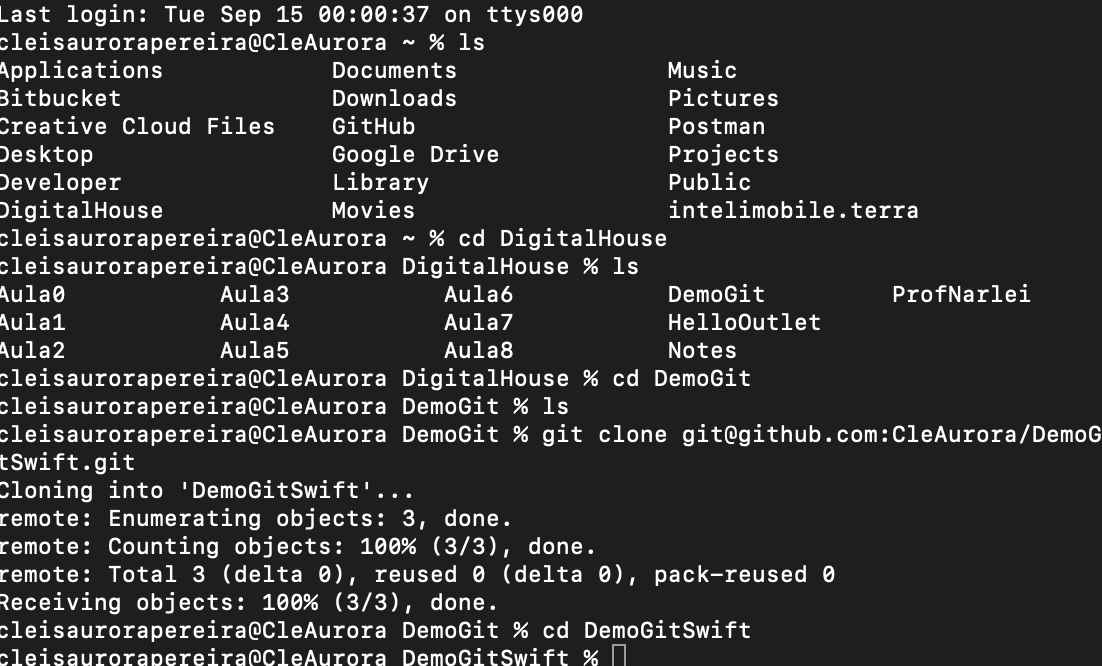 Last login: Tue Sep 15 00:00:37 on ttys000
cleisaurorapereira@CleAurora ~ % ls
Applications Documents Music
Bitbucket Downloads Pictures
Creative Cloud Files GitHub Postman
Desktop Google Drive Projects
Developer Library Public
DigitalHouse Movies intelimobile.terra
cleisaurorapereira@CleAurora ~ % cd DigitalHouse
cleisaurorapereira@CleAurora DigitalHouse % ls
Aula0 Aula3 Aula6 DemoGit ProfNarlei
Aula1 Aula4 Aula7 HelloOutlet
Aula2 Aula5 Aula8 Notes
cleisaurorapereira@CleAurora DigitalHouse % cd DemoGit
cleisaurorapereira@CleAurora DemoGit % ls
cleisaurorapereira@CleAurora DemoGit % git clone git@github.com:CleAurora/DemoG
tSwift.git
Cloning into 'DemoGitSwift'...
remote: Enumerating objects: 3, done.
remote: Counting objects: 100% (3/3), done.
remote: Total 3 (delta 0), reused 0 (delta 0), pack-reused 0
Receiving objects: 100% (3/3), done.
cleisaurorapereira@CleAurora DemoGit % cd DemoGitSwift
cleisaurorapereira@CleAurora DemoGitSwift %